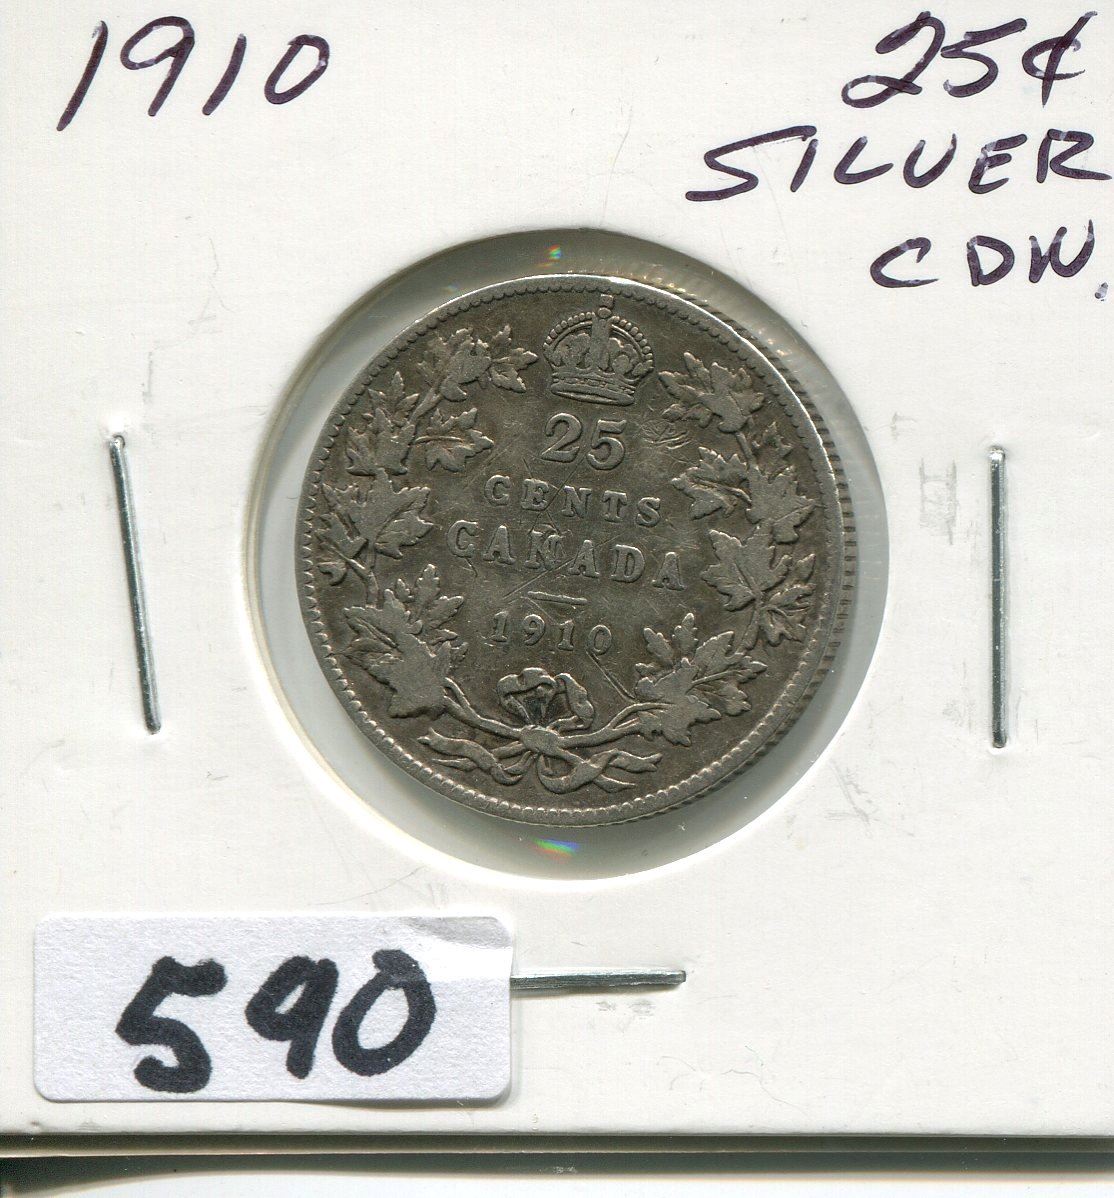 1910
25¢
SILVER
CDN.
25
CENTS
CANADA
1910
590